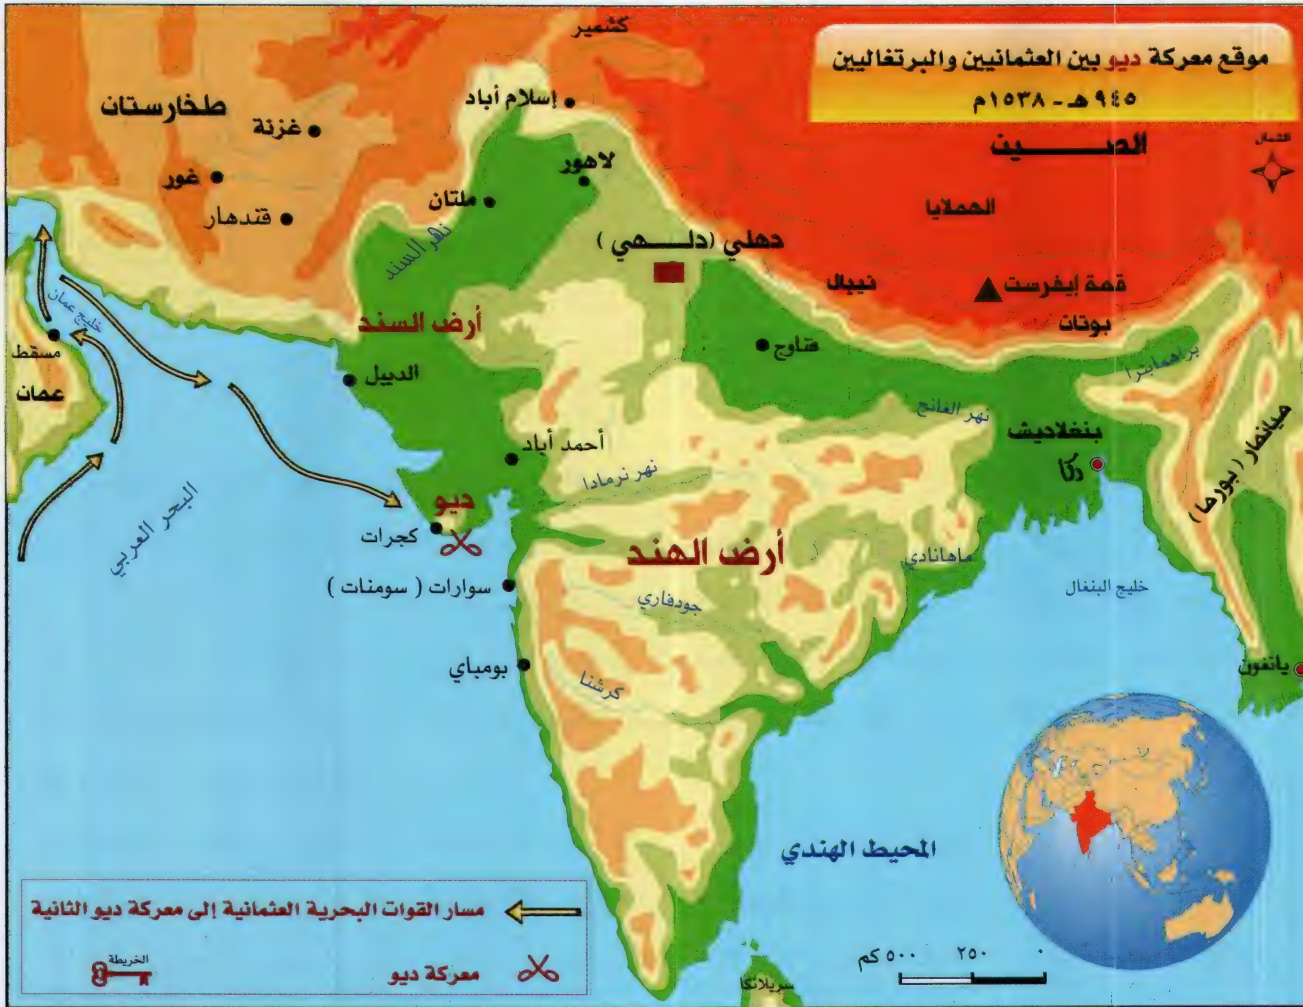 موقع معركة ديو بين العثمانيين والبرتغاليين
٩٤٥ هـ - ١٥٣٨م
الشمال
كشمير
إسلام أباد
طخارستان
غزنة
الصين
لاهور
غور
ملتان
قندهار
نهر السند
الهملايا
دهلي (دلهي)
نيبال
قمة إيفرست
بوتان
خليج عمان
مسقط
عمان
أرض السند
الديبل
قناوج
براهمابترا
نهر الغانج
بنغلاديش
دكا
ميانمار (بورما)
أحمد أباد
نهر نرمادا
البحر العربي
ديو
كجرات
أرض الهند
ماهانادي
سوارات ( سومنات )
جودفاري
خليج البنغال
بومباي
كرشنا
يانغون
المحيط الهندي
مسار القوات البحرية العثمانية إلى معركة ديو الثانية
معركة ديو
الخريطة
٠ ٢٥٠ ٥٠٠ كم
سريلانكا